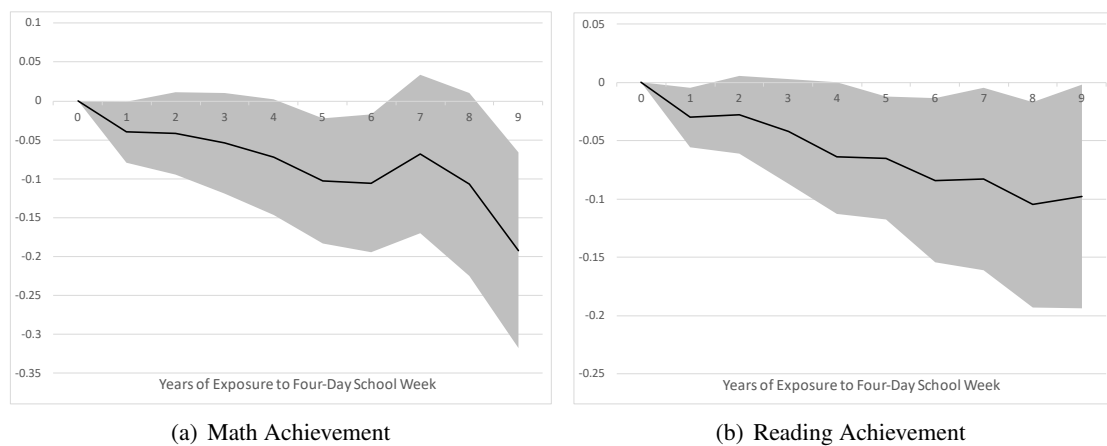 0.1
0.05
0
-0.05
-0.1
-0.15
-0.2
-0.25
-0.3
-0.35
0 1 2 3 4 5 6 7 8 9
Years of Exposure to Four-Day School Week
(a) Math Achievement
0.05
0
-0.05
-0.1
-0.15
-0.2
-0.25
0 1 2 3 4 5 6 7 8 9
Years of Exposure to Four-Day School Week
(b) Reading Achievement